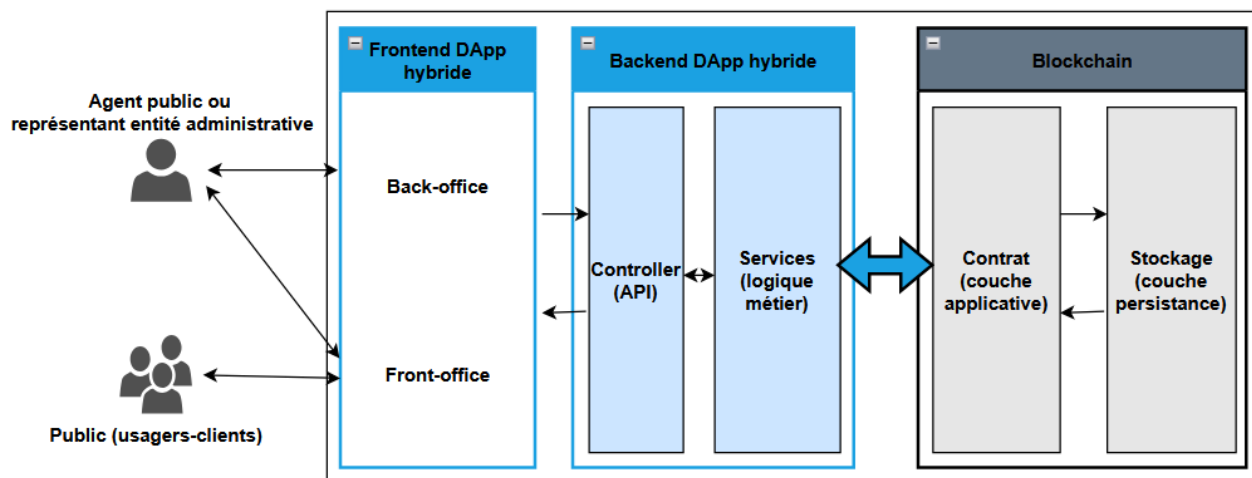 Frontend DApp
hybride
Backend DApp hybride
Blockchain
Agent public ou
représentant entité administrative
Back-office
Controller
(API)
Services
(logique
métier)
Contrat
(couche
applicative)
Stockage
(couche
persistance)
Front-office
Public (usagers-clients)